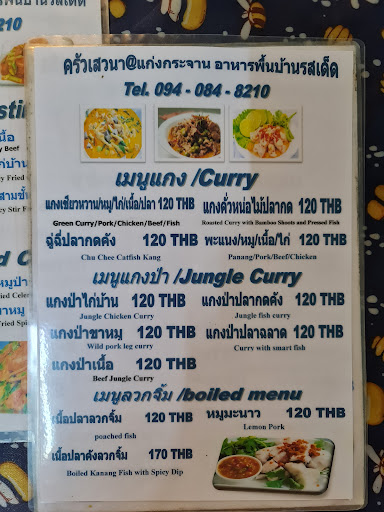 ครัวเสวนา@แก่งกระจาน อาหารพื้นบ้านรสเด็ด
Tel. 094 - 084 - 8210
เมนูแกง /Curry
แกงเขียวหวาน/หมู/ไก่/เนื้อ/ปลา 120 THB
Green Curry/Pork/Chicken/Beef/Fish
แกงคั่วหน่อไม้ปลากด 120 THB
Roasted Curry with Bamboo Shoots and Pressed Fish
ฉู่ฉี่ปลากดคัง 120 THB
Chu Chee Catfish Kang
พะแนง/หมู/เนื้อ/ไก่ 120 THB
Panang/Pork/Beef/Chicken
เมนูแกงป่า /Jungle Curry
แกงป่าไก่บ้าน 120 THB
Jungle Chicken Curry
แกงป่าปลากดคัง 120 THB
Jungle fish curry
แกงป่าขาหมู 120 THB
Wild pork leg curry
แกงป่าปลาฉลาด 120 THB
Curry with smart fish
แกงป่าเนื้อ 120 THB
Beef Jungle Curry
เมนูลวกจิ้ม /boiled menu
เนื้อปลาลวกจิ้ม 120 THB
poached fish
หมูมะนาว 120 THB
Lemon Pork
เนื้อปลาคังลวกจิ้ม 170 THB
Boiled Kanang Fish with Spicy Dip